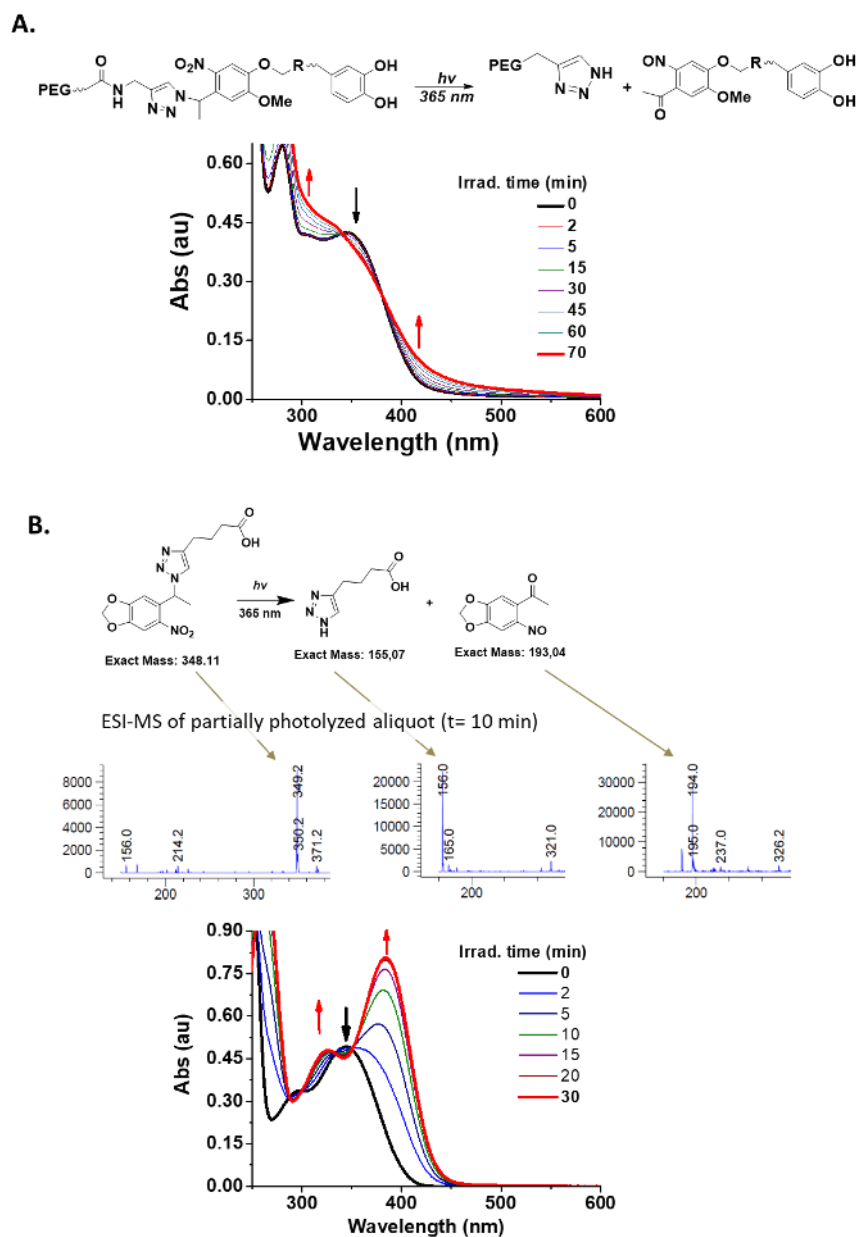 A.
O₂N O R OH
PEG O N H N N=N OMe OH
hv
365 nm
PEG NH N=N
+
ON O R OH
O OMe OH
Abs (au)
0.60
0.45
0.30
0.15
0.00
300 400 500 600
Wavelength (nm)
Irrad. time (min)
0
2
5
15
30
45
60
70
B.
O OH
N N N
O O NO₂
Exact Mass: 348.11
hv
365 nm
O OH
N N NH
Exact Mass: 155,07
+
O O O NO
Exact Mass: 193,04
ESI-MS of partially photolyzed aliquot (t= 10 min)
8000
6000
4000
2000
0
156.0
214.2
349.2
350.2
371.2
200 300
20000
15000
10000
5000
0
156.0
165.0
321.0
200
30000
20000
10000
0
194.0
195.0
237.0
326.2
200
Abs (au)
0.90
0.75
0.60
0.45
0.30
0.15
0.00
300 400 500 600
Wavelength (nm)
Irrad. time (min)
0
2
5
10
15
20
30